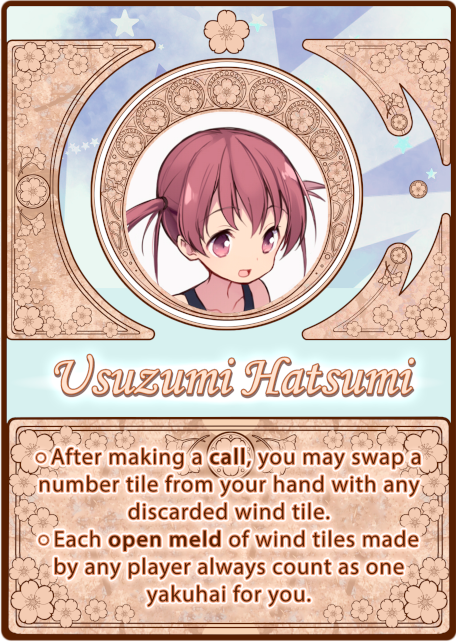 Usuzumi Hatsumi
○After making a call, you may swap a
number tile from your hand with any
discarded wind tile.
○Each open meld of wind tiles made
by any player always count as one
yakuhai for you.